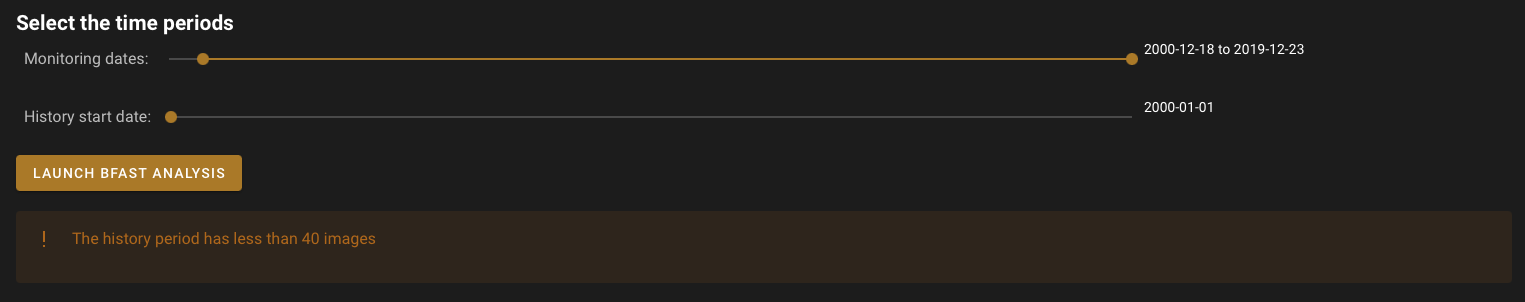 Select the time periods
Monitoring dates:
2000-12-18 to 2019-12-23
History start date:
2000-01-01
LAUNCH BFAST ANALYSIS
! The history period has less than 40 images